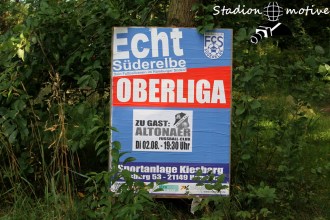 Stadion motive
Echt
Süderelbe
FCS
OBERLIGA
ZU GAST:
ALTONAER
FUSSBALL-CLUB
DI 02.08. - 19:30 Uhr
Sportanlage Kiesbarg
53 - 21149